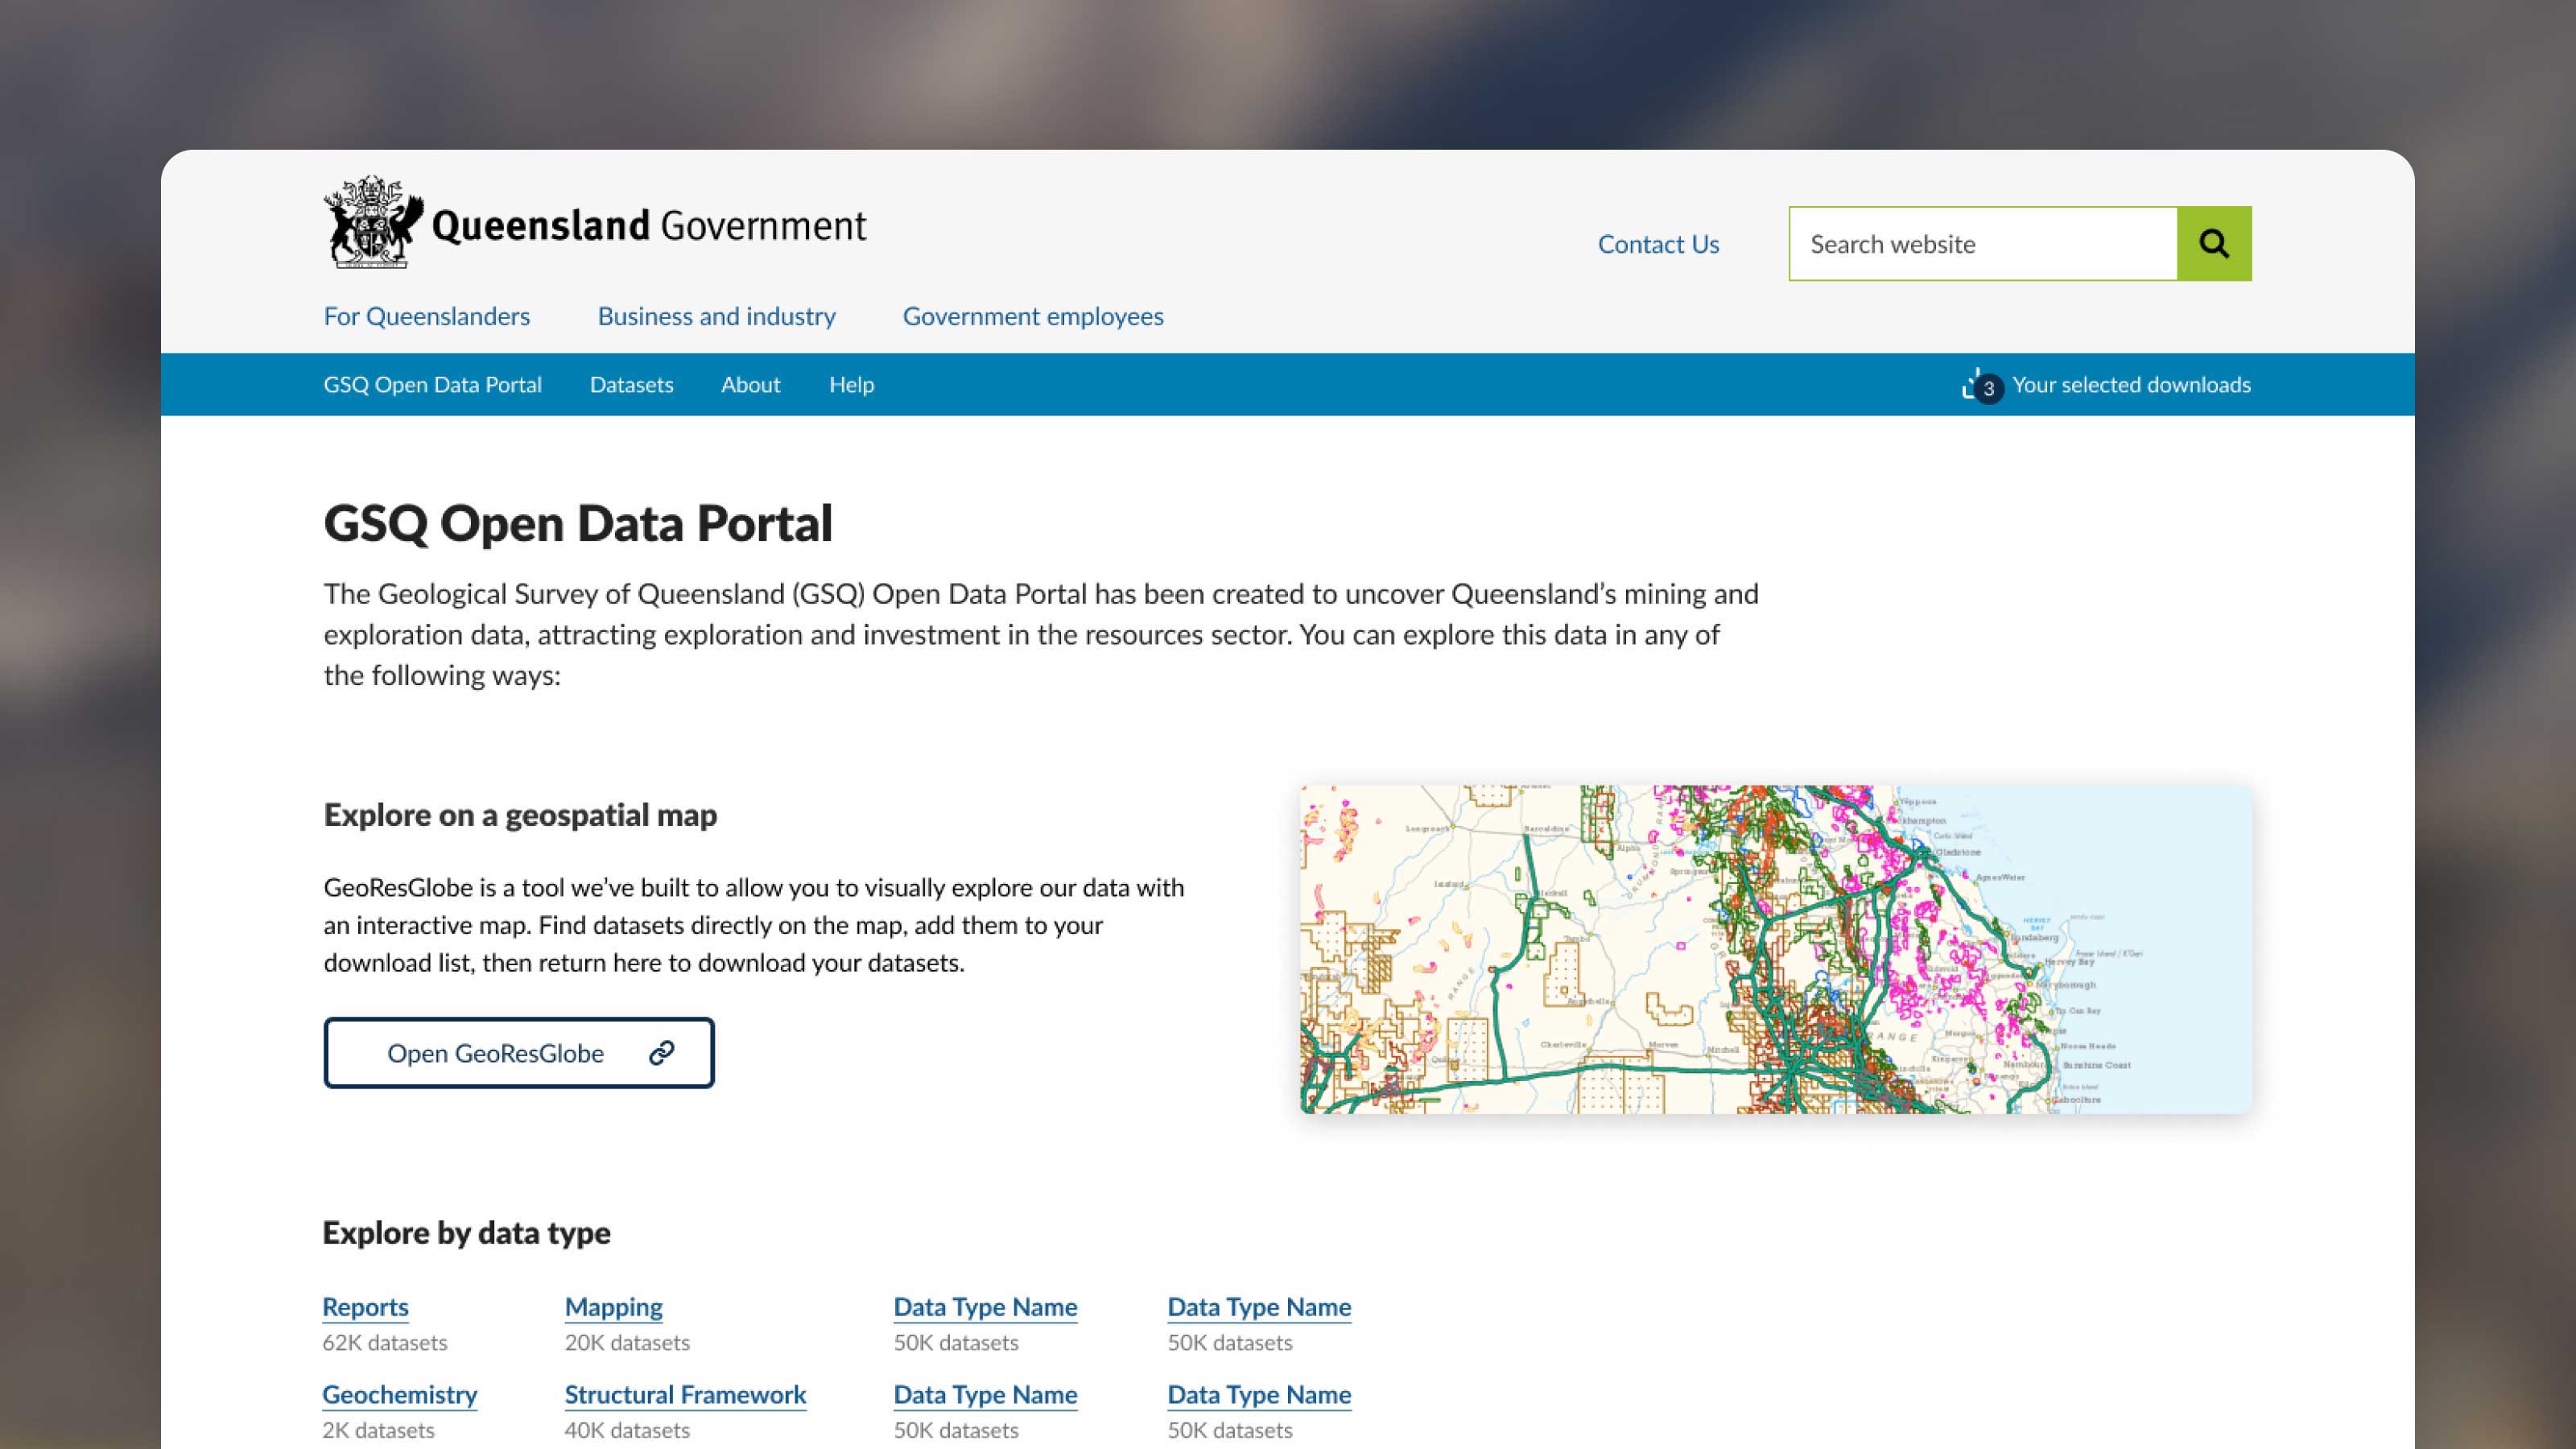 Queensland Government
Contact Us
Search website
For Queenslanders
Business and industry
Government employees
GSQ Open Data Portal
Datasets
About
Help
3
Your selected downloads
GSQ Open Data Portal
The Geological Survey of Queensland (GSQ) Open Data Portal has been created to uncover Queensland’s mining and
exploration data, attracting exploration and investment in the resources sector. You can explore this data in any of
the following ways:
Explore on a geospatial map
GeoResGlobe is a tool we’ve built to allow you to visually explore our data with
an interactive map. Find datasets directly on the map, add them to your
download list, then return here to download your datasets.
Open GeoResGlobe
Longreach
Barcaldine
Alpha
Yeppoon
Gladstone
Agnes Water
HERVEY
BAY
Hervey Bay
Maryborough
Tin Can Bay
Noosa Heads
Sunshine Coast
Caboolture
Charleville
Morven
Mitchell
RANGE
RANGE
Explore by data type
Reports
62K datasets
Mapping
20K datasets
Data Type Name
50K datasets
Data Type Name
50K datasets
Geochemistry
2K datasets
Structural Framework
40K datasets
Data Type Name
50K datasets
Data Type Name
50K datasets